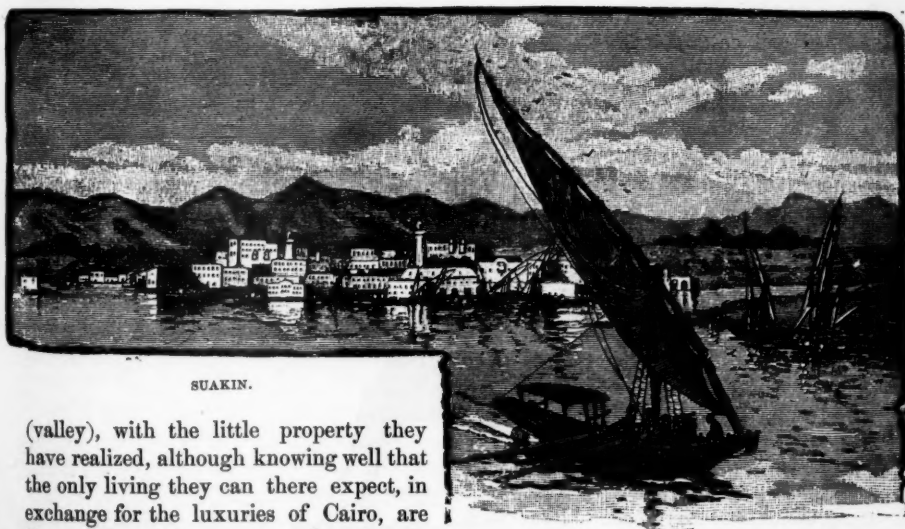 SUAKIN.
(valley), with the little property they
have realized, although knowing well that
the only living they can there expect, in
exchange for the luxuries of Cairo, are